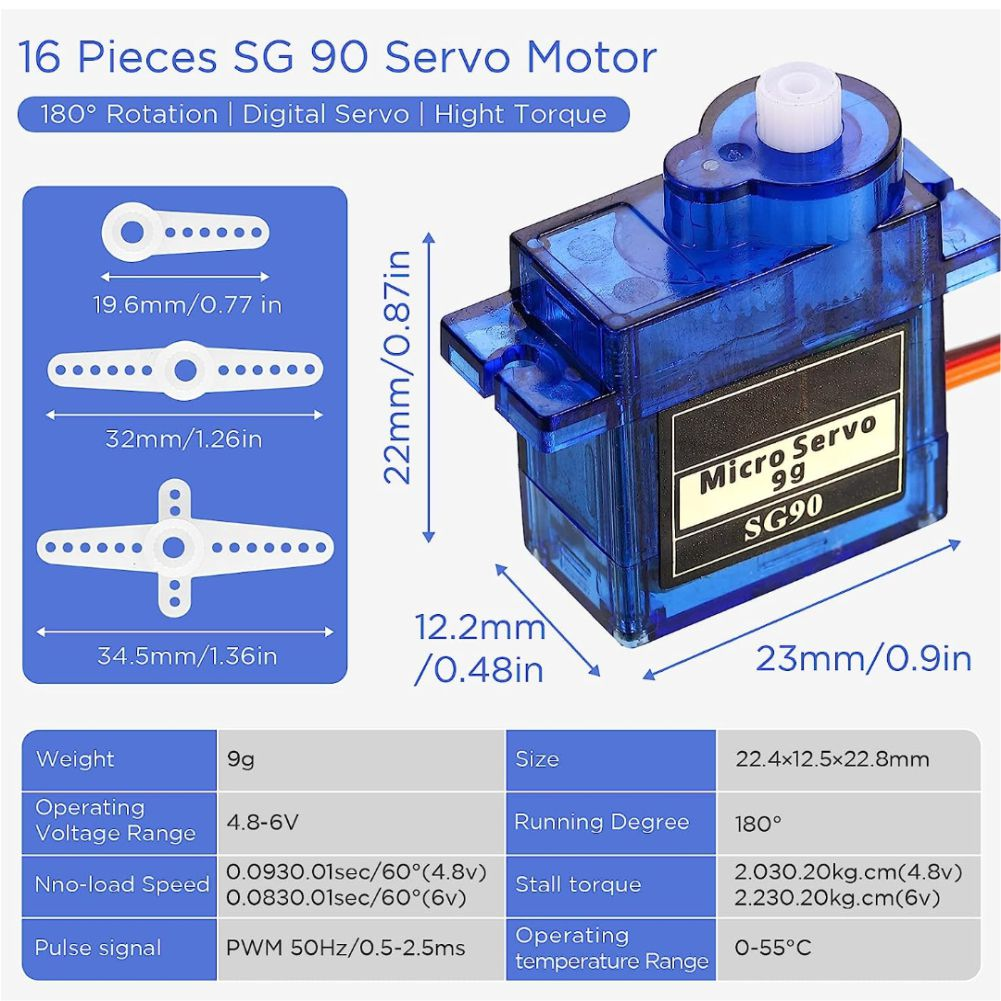 16 Pieces SG 90 Servo Motor
180° Rotation | Digital Servo | Hight Torque
19.6mm/0.77 in
32mm/1.26in
34.5mm/1.36in
22mm/0.87in
Micro Servo
9g
SG90
12.2mm
/0.48in
23mm/0.9in
Weight
9g
Size
22.4×12.5×22.8mm
Operating
Voltage Range
4.8-6V
Running Degree
180°
Nno-load Speed
0.0930.01sec/60°(4.8v)
0.0830.01sec/60°(6v)
Stall torque
2.030.20kg.cm(4.8v)
2.230.20kg.cm(6v)
Pulse signal
PWM 50Hz/0.5-2.5ms
Operating
temperature Range
0-55°C